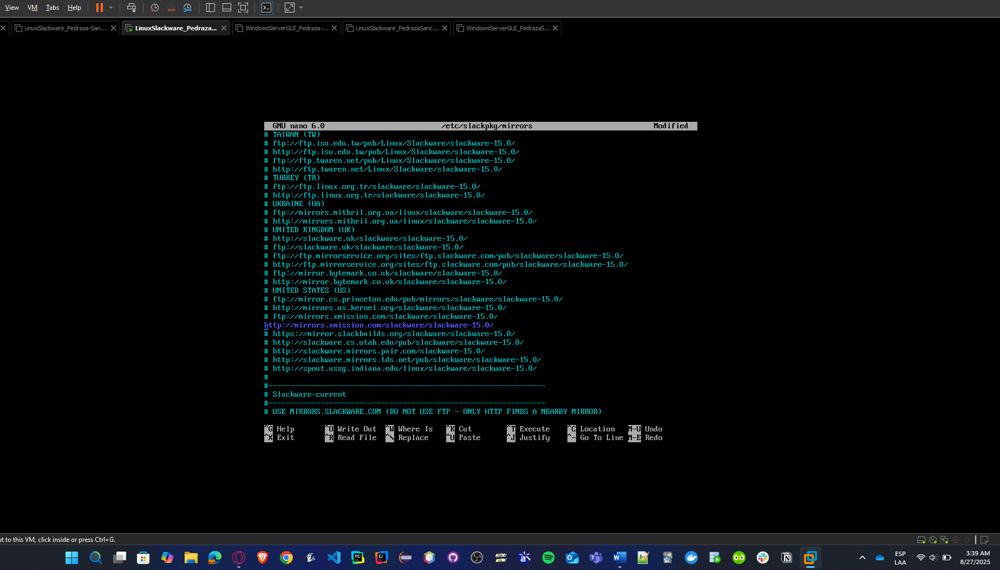 View VM Tabs Help
LinuxSlackware_Pedraza-San...
LinuxSlackware_Pedraza...
WindowsServerGUI_Pedraza-...
LinuxSlackware_PedrazaSanc...
WindowsServerGUI_PedrazaS...
GNU nano 6.0 /etc/slackpkg/mirrors Modified
# TAIWAN (TW)
# ftp://ftp.isu.edu.tw/pub/Linux/Slackware/slackware-15.0/
# http://ftp.isu.edu.tw/pub/Linux/Slackware/slackware-15.0/
# ftp://ftp.twaren.net/pub/Linux/Slackware/slackware-15.0/
# http://ftp.twaren.net/Linux/Slackware/slackware-15.0/
# TURKEY (TR)
# ftp://ftp.linux.org.tr/slackware/slackware-15.0/
# http://ftp.linux.org.tr/slackware/slackware-15.0/
# UKRAINE (UA)
# ftp://mirrors.mithril.org.ua/linux/slackware/slackware-15.0/
# http://mirrors.mithril.org.ua/linux/slackware/slackware-15.0/
# UNITED KINGDOM (UK)
# http://slackware.uk/slackware/slackware-15.0/
# ftp://slackware.uk/slackware/slackware-15.0/
# ftp://ftp.mirrorservice.org/sites/ftp.slackware.com/pub/slackware/slackware-15.0/
# http://ftp.mirrorservice.org/sites/ftp.slackware.com/pub/slackware/slackware-15.0/
# ftp://mirror.bytemark.co.uk/slackware/slackware-15.0/
# http://mirror.bytemark.co.uk/slackware/slackware-15.0/
# UNITED STATES (US)
# ftp://mirror.cs.princeton.edu/pub/mirrors/slackware/slackware-15.0/
# http://mirrors.us.kernel.org/slackware/slackware-15.0/
# ftp://mirrors.xmission.com/slackware/slackware-15.0/
http://mirrors.xmission.com/slackware/slackware-15.0/
# https://mirror.slackbuilds.org/slackware/slackware-15.0/
# http://slackware.cs.utah.edu/pub/slackware/slackware-15.0/
# http://slackware.mirrors.pair.com/slackware-15.0/
# http://slackware.mirrors.tds.net/pub/slackware/slackware-15.0/
# http://spout.ussg.indiana.edu/linux/slackware/slackware-15.0/
#
#----------------------------------------------------------------
# Slackware-current
#----------------------------------------------------------------
# USE MIRRORS.SLACKWARE.COM (DO NOT USE FTP - ONLY HTTP FINDS A NEARBY MIRROR)
^G Help ^O Write Out ^W Where Is ^K Cut ^T Execute ^C Location M-U Undo
^X Exit ^R Read File ^\ Replace ^U Paste ^J Justify ^- Go To Line M-E Redo
ut to this VM, click inside or press Ctrl+G.
ESP
LAA
3:39 AM
8/27/2025